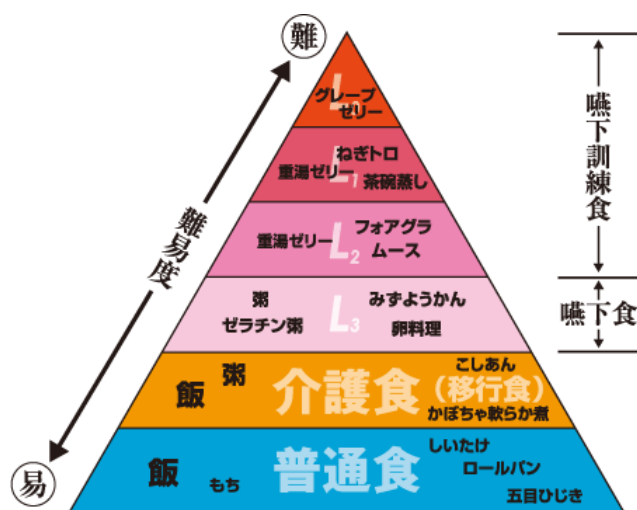 難
難易度
易
L0
グレープ
ゼリー
L1
ねぎトロ
重湯ゼリー
茶碗蒸し
L2
フォアグラ
重湯ゼリー
ムース
L3
粥
みずようかん
ゼラチン粥
卵料理
飯
粥
介護食
(移行食)
こしあん
かぼちゃ軟らか煮
飯
もち
普通食
しいたけ
ロールパン
五目ひじき
嚥下訓練食
嚥下食